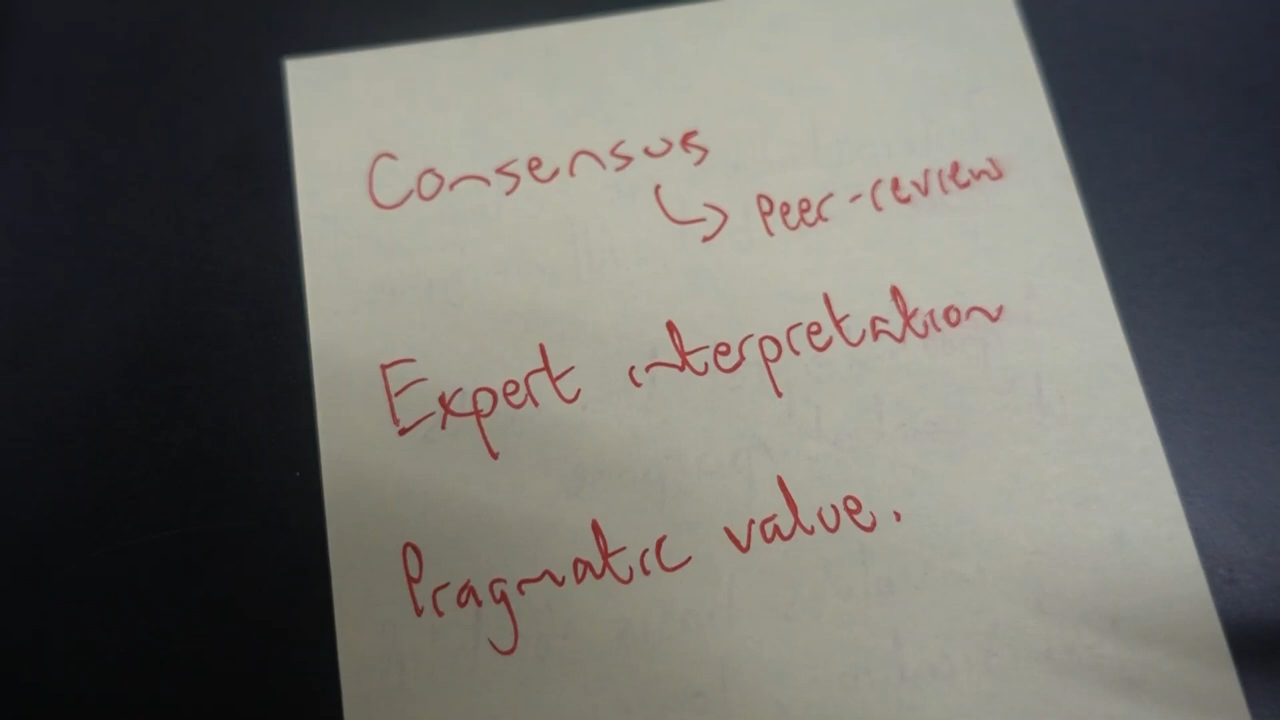 Consensus
↳ peer-review
Expert interpretation
Pragmatic value.